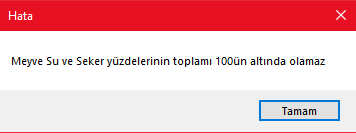 Hata
Meyve Su ve Seker yüzdelerinin toplamı 100ün altında olamaz
Tamam